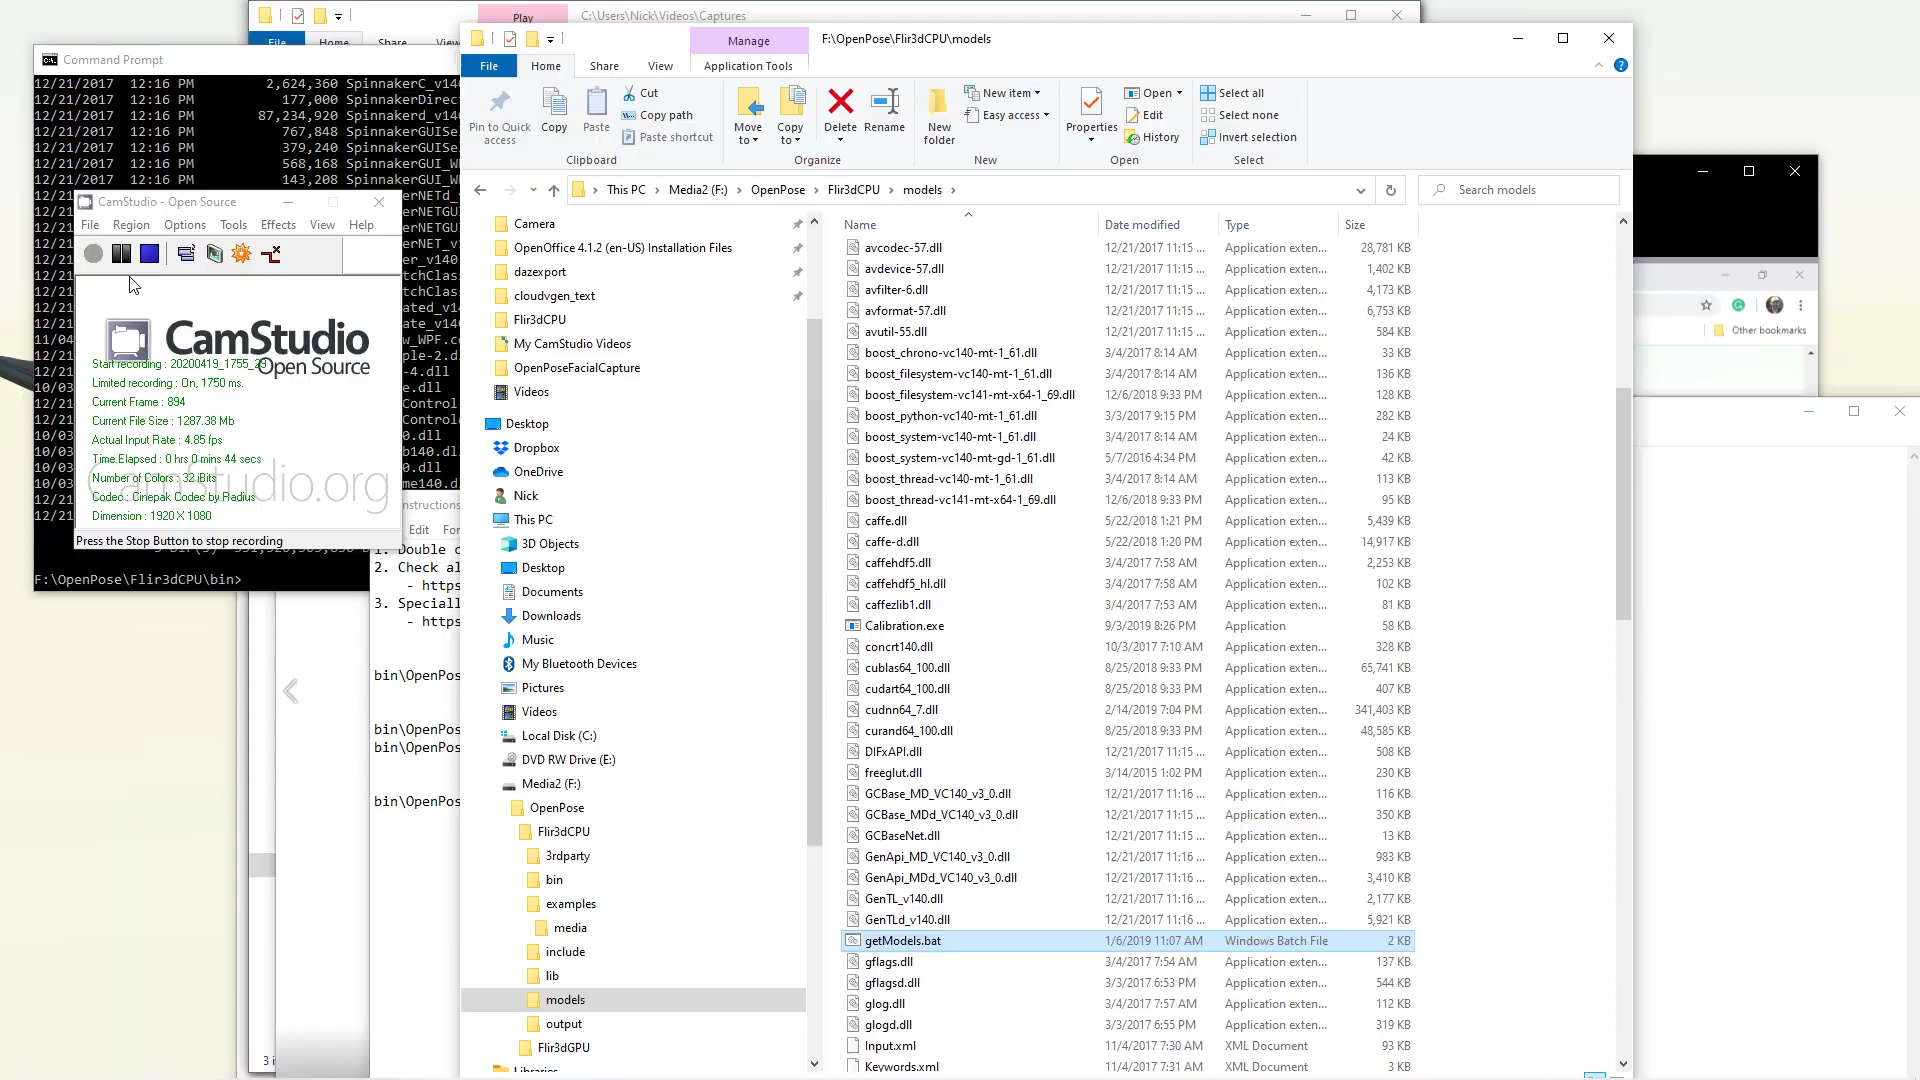 Play
C:\Users\Nick\Videos\Captures
File
Home
Share
View
Command Prompt
12/21/2017 12:16 PM 2,624,360 SpinnakerC_v140
12/21/2017 12:16 PM 177,000 SpinnakerDirect
12/21/2017 12:16 PM 87,234,920 Spinnakerd_v140
12/21/2017 12:16 PM 767,848 SpinnakerGUISe
12/21/2017 12:16 PM 379,240 SpinnakerGUISe
12/21/2017 12:16 PM 568,168 SpinnakerGUI_W
12/21/2017 12:16 PM 143,208 SpinnakerGUI_W
F:\OpenPose\Flir3dCPU\bin>
CamStudio - Open Source
File Region Options Tools Effects View Help
CamStudio
Open Source
CamStudio.org
Start recording : 20200419_1755_29
Limited recording : On, 1750 ms.
Current Frame : 894
Current File Size : 1287.38 Mb
Actual Input Rate : 4.85 fps
Time Elapsed : 0 hrs 0 mins 44 secs
Number of Colors : 32 Bits
Codec : Cinepak Codec by Radius
Dimension : 1920 X 1080
Press the Stop Button to stop recording
nstructions
Edit
1. Double c
2. Check al
- https
3. Speciall
- https
bin\OpenPos
bin\OpenPos
bin\OpenPos
bin\OpenPos
Manage
F:\OpenPose\Flir3dCPU\models
File Home Share View Application Tools
Pin to Quick access
Copy
Paste
Cut
Copy path
Paste shortcut
Clipboard
Move to
Copy to
Delete
Rename
Organize
New folder
New item
Easy access
New
Properties
Open
Edit
History
Open
Select all
Select none
Invert selection
Select
This PC > Media2 (F:) > OpenPose > Flir3dCPU > models >
Search models
Camera
OpenOffice 4.1.2 (en-US) Installation Files
dazexport
cloudvgen_text
Flir3dCPU
My CamStudio Videos
OpenPoseFacialCapture
Videos
Desktop
Dropbox
OneDrive
Nick
This PC
3D Objects
Desktop
Documents
Downloads
Music
My Bluetooth Devices
Pictures
Videos
Local Disk (C:)
DVD RW Drive (E:)
Media2 (F:)
OpenPose
Flir3dCPU
3rdparty
bin
examples
media
include
lib
models
output
Flir3dGPU
Libraries
Name Date modified Type Size
avcodec-57.dll 12/21/2017 11:15 ... Application exten... 28,781 KB
avdevice-57.dll 12/21/2017 11:15 ... Application exten... 1,402 KB
avfilter-6.dll 12/21/2017 11:15 ... Application exten... 4,173 KB
avformat-57.dll 12/21/2017 11:15 ... Application exten... 6,753 KB
avutil-55.dll 12/21/2017 11:15 ... Application exten... 584 KB
boost_chrono-vc140-mt-1_61.dll 3/4/2017 8:14 AM Application exten... 33 KB
boost_filesystem-vc140-mt-1_61.dll 3/4/2017 8:14 AM Application exten... 136 KB
boost_filesystem-vc141-mt-x64-1_69.dll 12/6/2018 9:33 PM Application exten... 128 KB
boost_python-vc140-mt-1_61.dll 3/3/2017 9:15 PM Application exten... 282 KB
boost_system-vc140-mt-1_61.dll 3/4/2017 8:14 AM Application exten... 24 KB
boost_system-vc140-mt-gd-1_61.dll 5/7/2016 4:34 PM Application exten... 42 KB
boost_thread-vc140-mt-1_61.dll 3/4/2017 8:14 AM Application exten... 113 KB
boost_thread-vc141-mt-x64-1_69.dll 12/6/2018 9:33 PM Application exten... 95 KB
caffe.dll 5/22/2018 1:21 PM Application exten... 5,439 KB
caffe-d.dll 5/22/2018 1:20 PM Application exten... 14,917 KB
caffehdf5.dll 3/4/2017 7:58 AM Application exten... 2,253 KB
caffehdf5_hl.dll 3/4/2017 7:58 AM Application exten... 102 KB
caffezlib1.dll 3/4/2017 7:53 AM Application exten... 81 KB
Calibration.exe 9/3/2019 8:26 PM Application 58 KB
concrt140.dll 10/3/2017 7:10 AM Application exten... 328 KB
cublas64_100.dll 8/25/2018 9:33 PM Application exten... 65,741 KB
cudart64_100.dll 8/25/2018 9:33 PM Application exten... 407 KB
cudnn64_7.dll 2/14/2019 7:04 PM Application exten... 341,403 KB
curand64_100.dll 8/25/2018 9:33 PM Application exten... 48,585 KB
DIFxAPI.dll 12/21/2017 11:15 ... Application exten... 508 KB
freeglut.dll 3/14/2015 1:02 PM Application exten... 230 KB
GCBase_MD_VC140_v3_0.dll 12/21/2017 11:16 ... Application exten... 116 KB
GCBase_MDd_VC140_v3_0.dll 12/21/2017 11:15 ... Application exten... 350 KB
GCBaseNet.dll 12/21/2017 11:15 ... Application exten... 13 KB
GenApi_MD_VC140_v3_0.dll 12/21/2017 11:16 ... Application exten... 983 KB
GenApi_MDd_VC140_v3_0.dll 12/21/2017 11:16 ... Application exten... 3,410 KB
GenTL_v140.dll 12/21/2017 11:16 ... Application exten... 2,177 KB
GenTLd_v140.dll 12/21/2017 11:16 ... Application exten... 5,921 KB
getModels.bat 1/6/2019 11:07 AM Windows Batch File 2 KB
gflags.dll 3/4/2017 7:54 AM Application exten... 137 KB
gflagsd.dll 3/3/2017 6:53 PM Application exten... 544 KB
glog.dll 3/4/2017 7:57 AM Application exten... 112 KB
glogd.dll 3/3/2017 6:55 PM Application exten... 319 KB
Input.xml 11/4/2017 7:30 AM XML Document 93 KB
Keywords.xml 11/4/2017 7:31 AM XML Document 3 KB
Other bookmarks